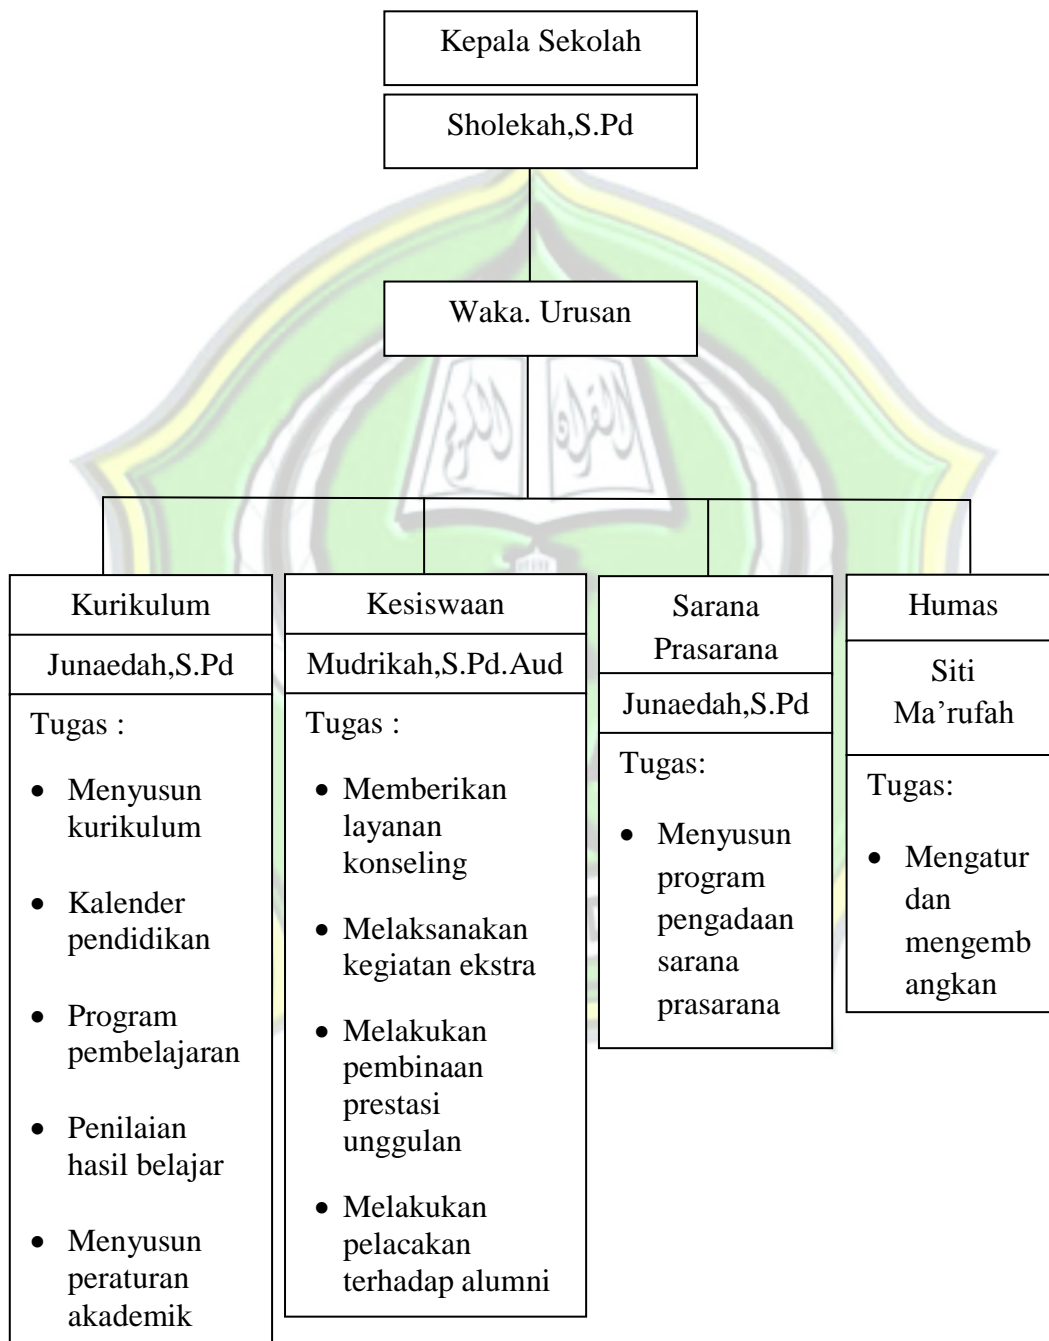 Kepala Sekolah
Sholekah,S.Pd
Waka. Urusan
الكريم
القرآن
Kurikulum
Junaedah,S.Pd
Tugas :
• Menyusun
kurikulum
• Kalender
pendidikan
• Program
pembelajaran
• Penilaian
hasil belajar
• Menyusun
peraturan
akademik
Kesiswaan
Mudrikah,S.Pd.Aud
Tugas :
• Memberikan
layanan
konseling
• Melaksanakan
kegiatan ekstra
• Melakukan
pembinaan
prestasi
unggulan
• Melakukan
pelacakan
terhadap alumni
Sarana
Prasarana
Junaedah,S.Pd
Tugas:
• Menyusun
program
pengadaan
sarana
prasarana
Humas
Siti
Ma’rufah
Tugas:
• Mengatur
dan
mengemb
angkan